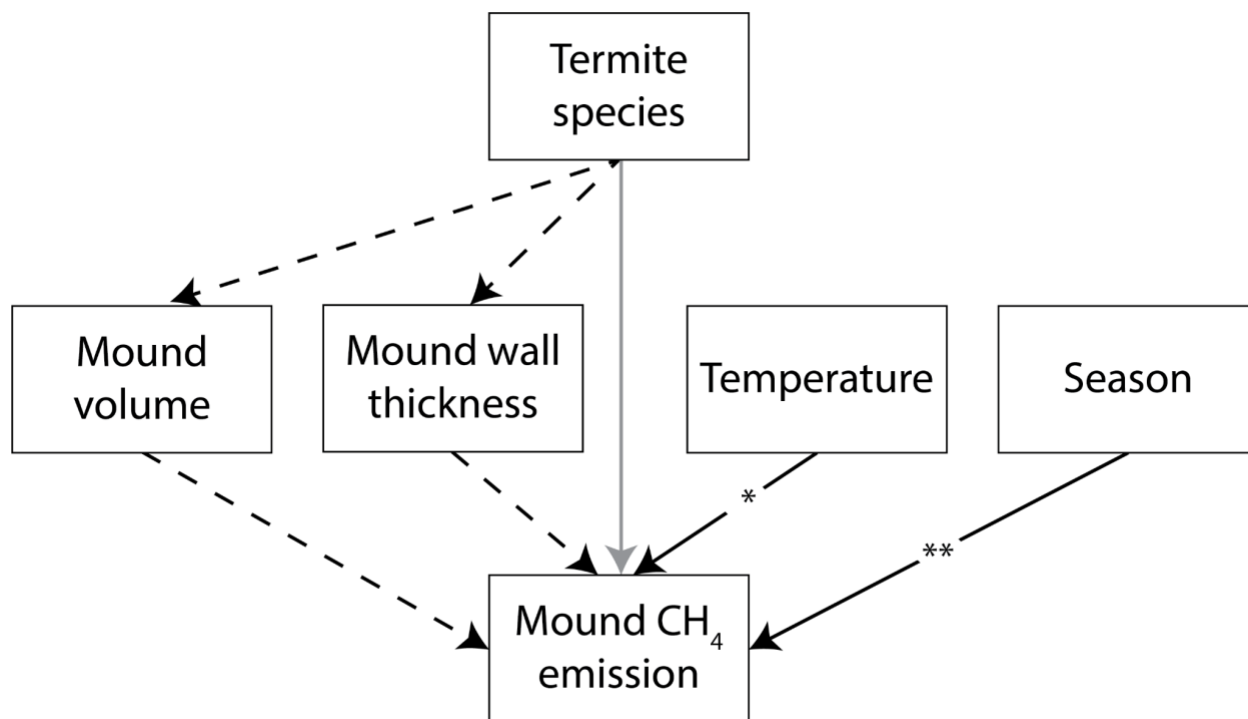 Termite
species
Mound
volume
Mound wall
thickness
Temperature
Season
*
**
Mound CH₄
emission